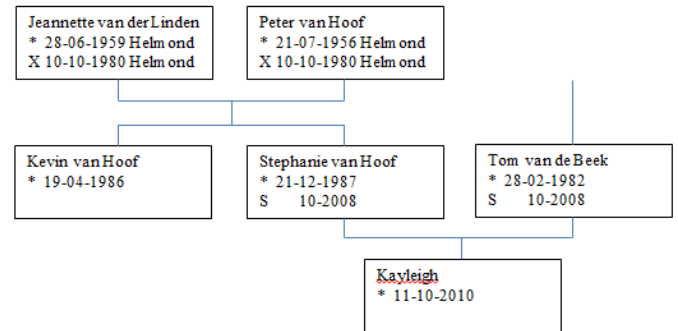 Jeannette van der Linden
* 28-06-1959 Helmond
X 10-10-1980 Helmond
Peter van Hoof
* 21-07-1956 Helmond
X 10-10-1980 Helmond
Kevin van Hoof
* 19-04-1986
Stephanie van Hoof
* 21-12-1987
S 10-2008
Tom van de Beek
* 28-02-1982
S 10-2008
Kayleigh
* 11-10-2010